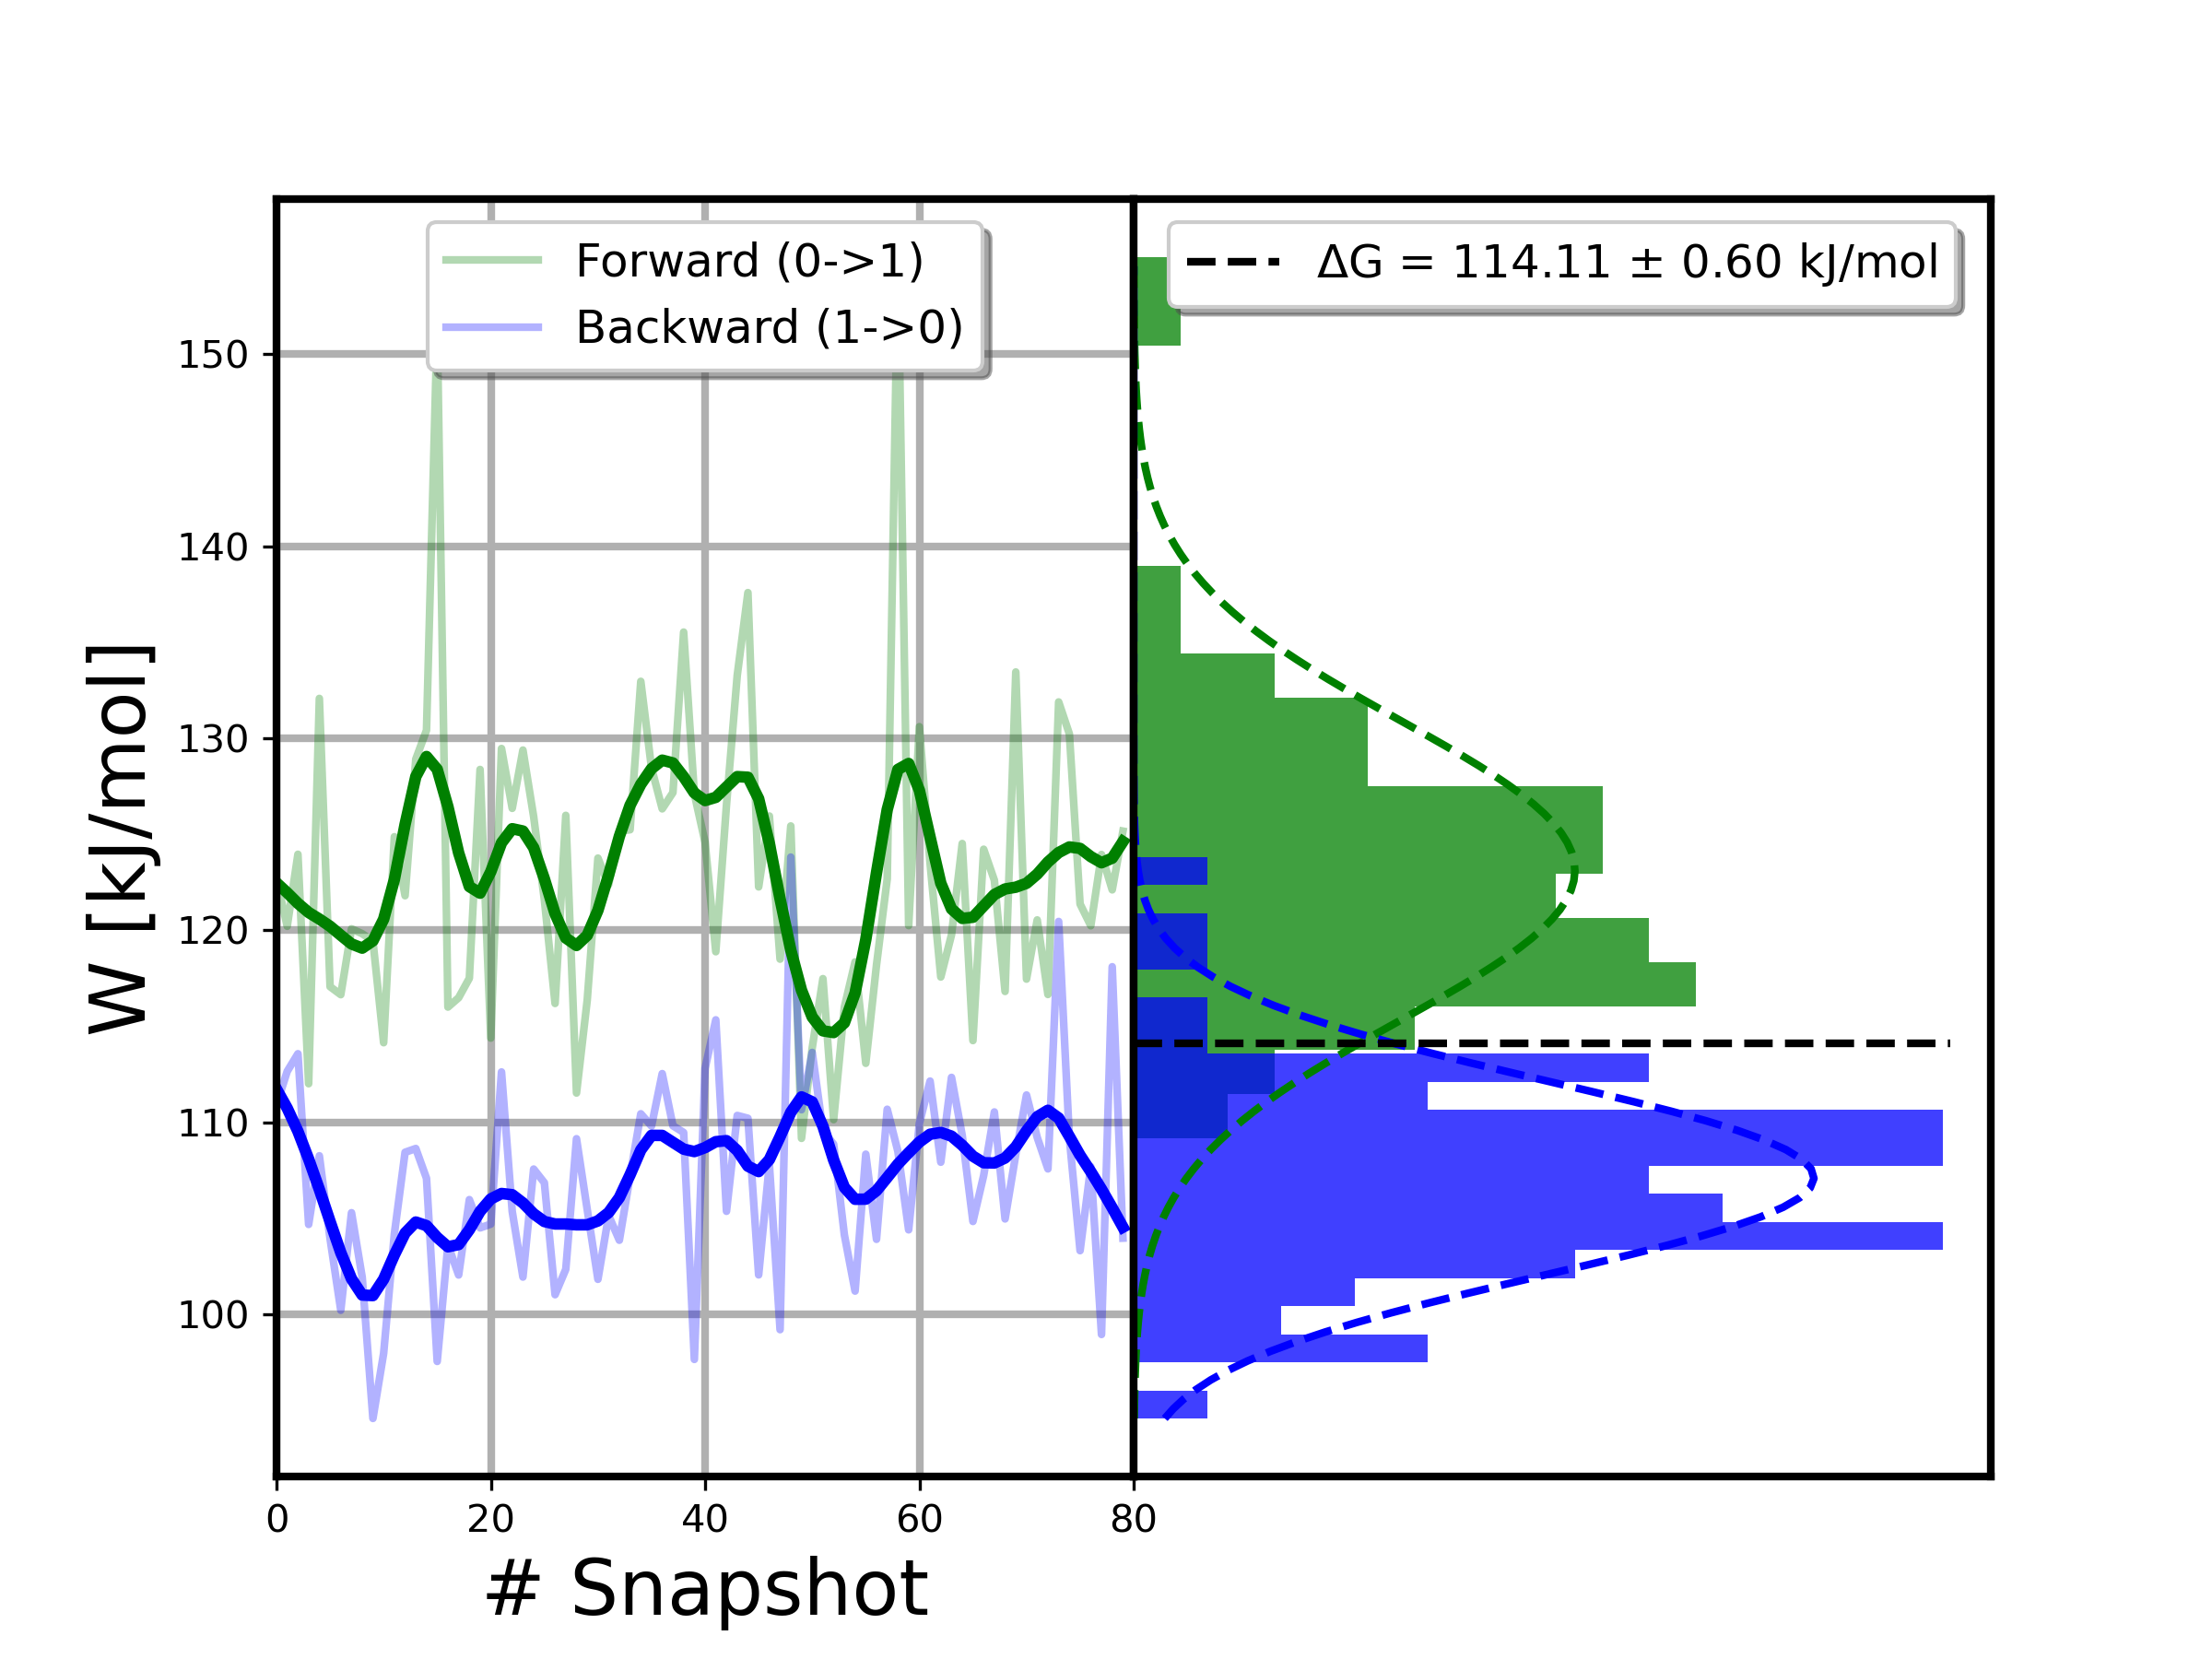 Forward (0->1)
Backward (1->0)
ΔG = 114.11 ± 0.60 kJ/mol
W [kJ/mol]
150
140
130
120
110
100
0 20 40 60 80
# Snapshot